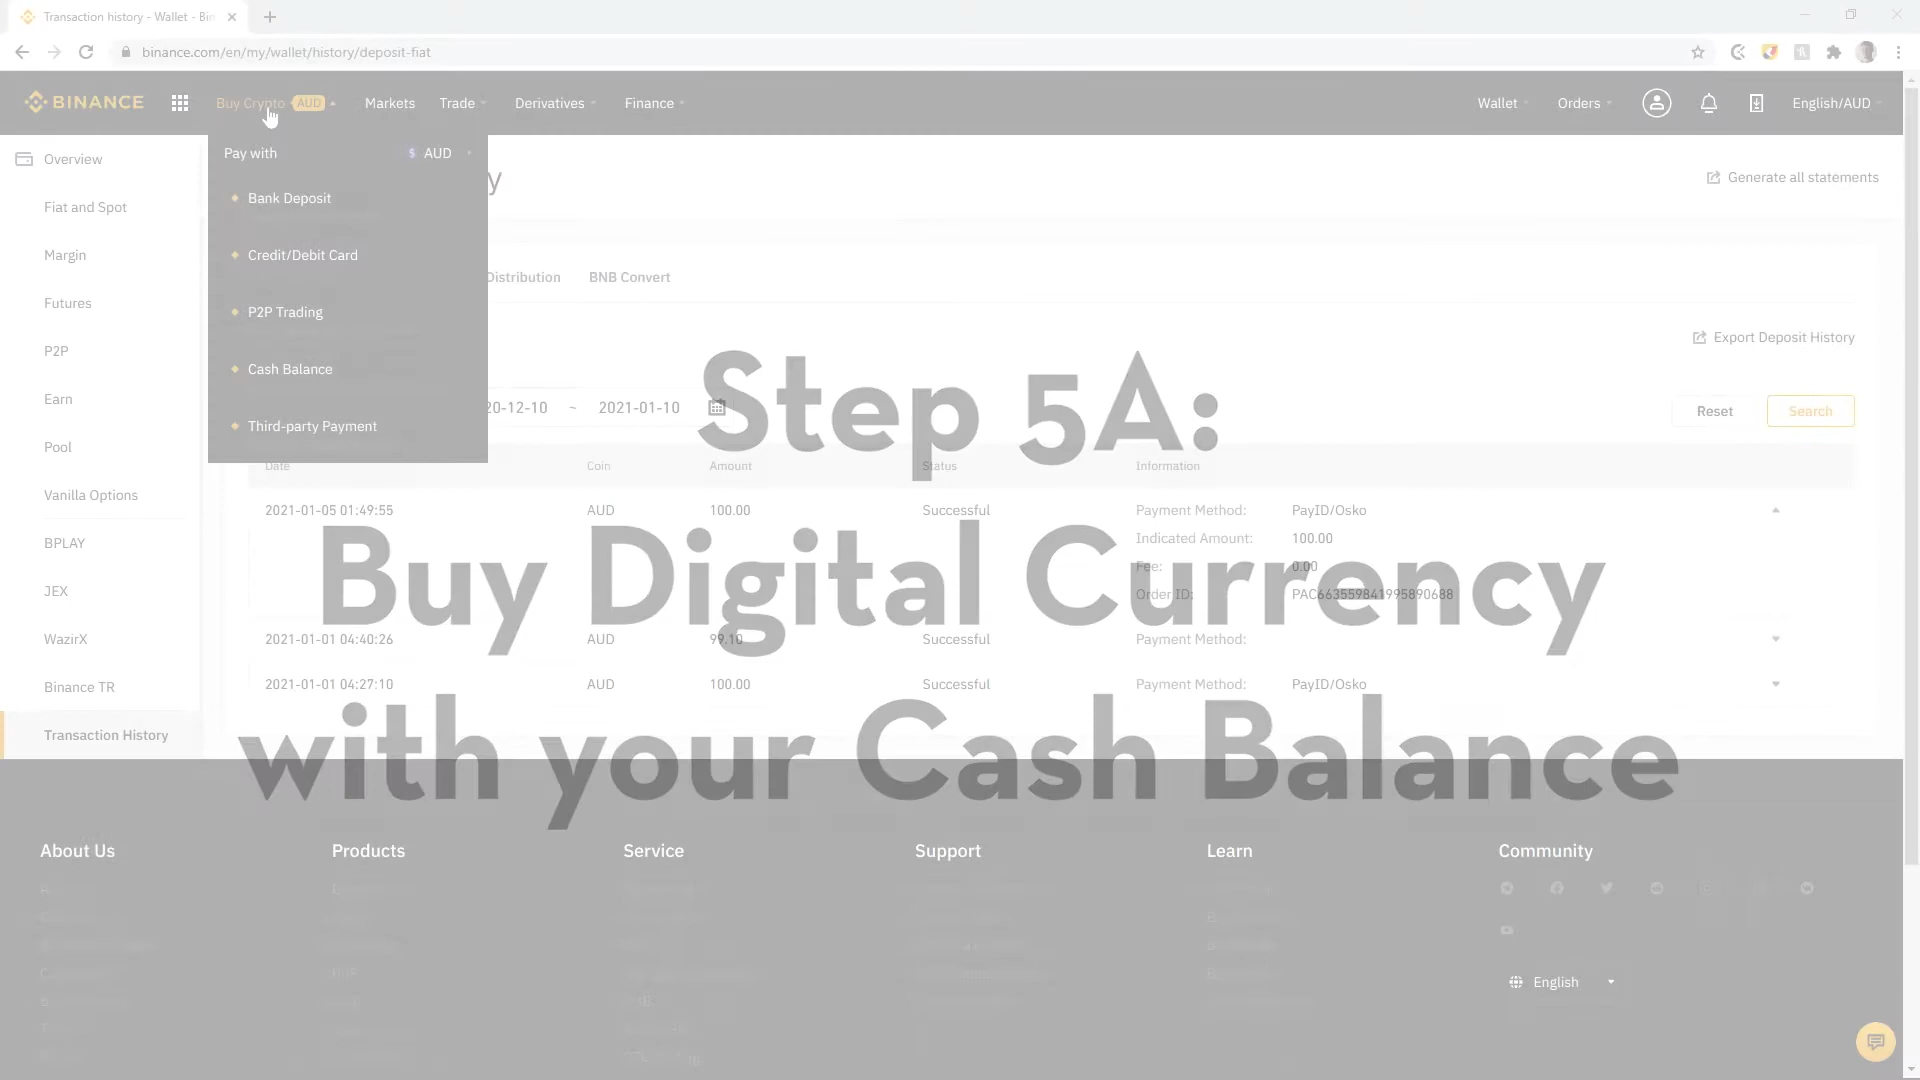 Transaction history - Wallet - Bin
binance.com/en/my/wallet/history/deposit-fiat
BINANCE
Buy Crypto AUD
Markets
Trade
Derivatives
Finance
Wallet
Orders
English/AUD
Pay with
$ AUD
Bank Deposit
Credit/Debit Card
P2P Trading
Cash Balance
Third-party Payment
Overview
Fiat and Spot
Margin
Futures
P2P
Earn
Pool
Vanilla Options
BPLAY
JEX
WazirX
Binance TR
Transaction History
y
Generate all statements
Distribution
BNB Convert
Export Deposit History
20-12-10 ~ 2021-01-10
Reset
Search
Date Coin Amount Status Information
2021-01-05 01:49:55 AUD 100.00 Successful Payment Method: PayID/Osko
Indicated Amount: 100.00
Fee: 0.00
Order ID: PAC663559841995890688
2021-01-01 04:40:26 AUD 99.10 Successful Payment Method:
2021-01-01 04:27:10 AUD 100.00 Successful Payment Method: PayID/Osko
Step 5A:
Buy Digital Currency
with your Cash Balance
About Us
Products
Service
Support
Learn
Community
English